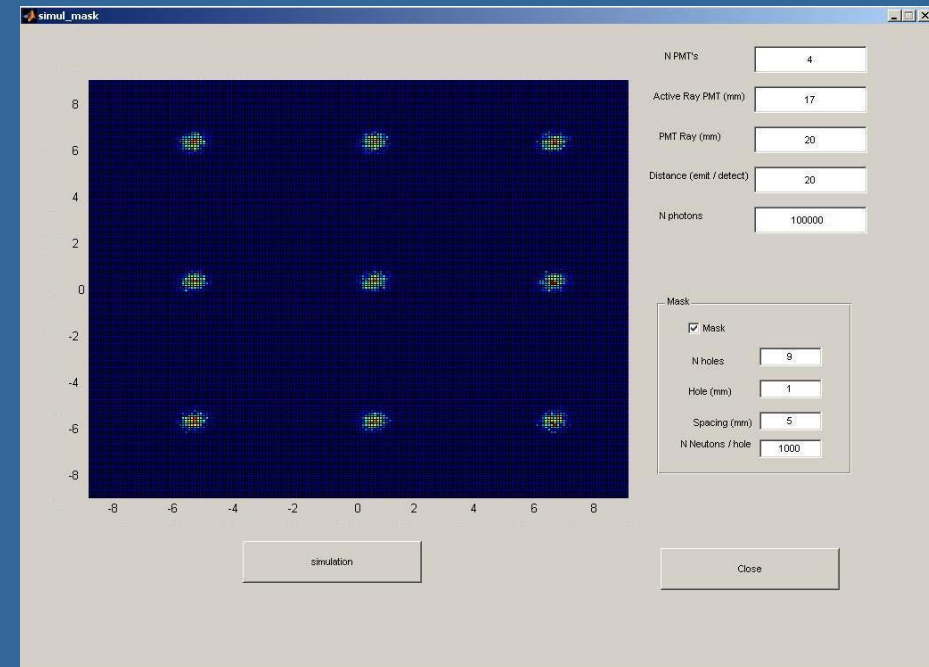 simul_mask
N PMT's 4
Active Ray PMT (mm) 17
PMT Ray (mm) 20
Distance (emit / detect) 20
N photons 100000
8
6
4
2
0
-2
-4
-6
-8
-8 -6 -4 -2 0 2 4 6 8
Mask
Mask
N holes 9
Hole (mm) 1
Spacing (mm) 5
N Neutons / hole 1000
simulation
Close